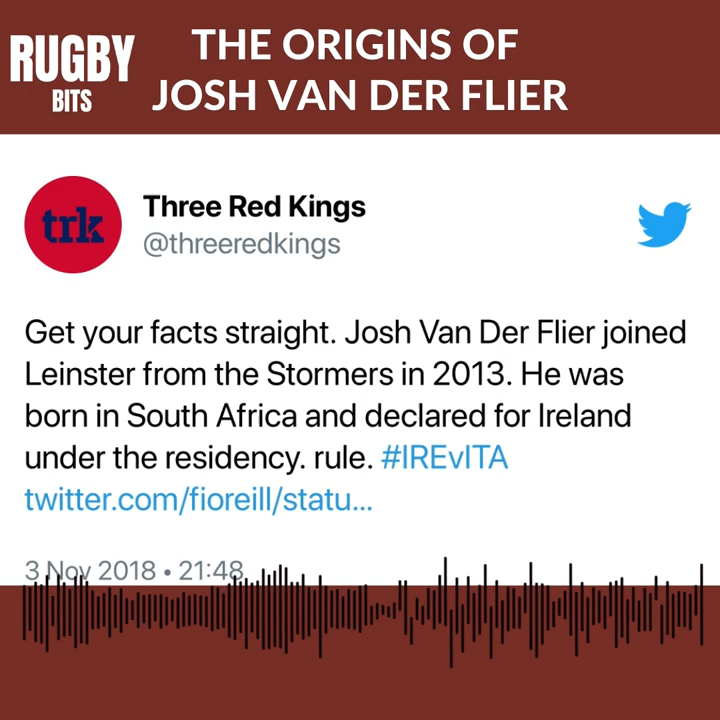 RUGBY
BITS
THE ORIGINS OF
JOSH VAN DER FLIER
trk
Three Red Kings
@threeredkings
Get your facts straight. Josh Van Der Flier joined
Leinster from the Stormers in 2013. He was
born in South Africa and declared for Ireland
under the residency. rule. #IREvITA
twitter.com/fioreill/statu...
3 Nov 2018 • 21:48